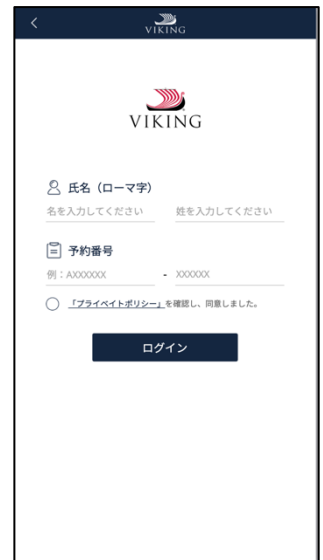 VIKING
VIKING
氏名（ローマ字）
名を入力してください 姓を入力してください
予約番号
例：AXXXXXX - XXXXXX
「プライベイトポリシー」を確認し、同意しました。
ログイン